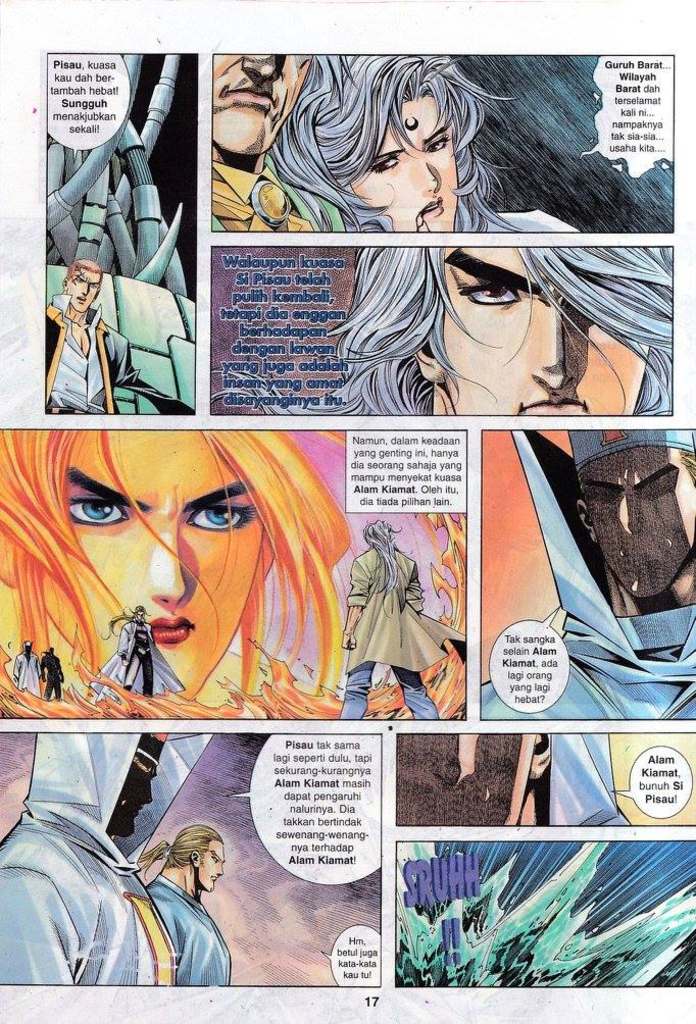 Pisau, kuasa
kau dah ber-
tambah hebat!
Sungguh
menakjubkan
sekali!
Guruh Barat...
Wilayah
Barat dah
terselamat
kali ni...
nampaknya
tak sia-sia...
usaha kita....
Walaupun kuasa
Si Pisau telah
pulih kembali,
tetapi dia enggan
berhadapan
dengan lawan
yang juga adalah
insan yang amat
disayanginya itu.
Namun, dalam keadaan
yang genting ini, hanya
dia seorang sahaja yang
mampu menyekat kuasa
Alam Kiamat. Oleh itu,
dia tiada pilihan lain.
Tak sangka
selain Alam
Kiamat, ada
lagi orang
yang lagi
hebat?
Pisau tak sama
lagi seperti dulu, tapi
sekurang-kurangnya
Alam Kiamat masih
dapat pengaruhi
nalurinya. Dia
takkan bertindak
sewenang-wenang-
nya terhadap
Alam Kiamat!
Hm,
betul juga
kata-kata
kau tu!
Alam
Kiamat,
bunuh Si
Pisau!
SRUHH
!!
17